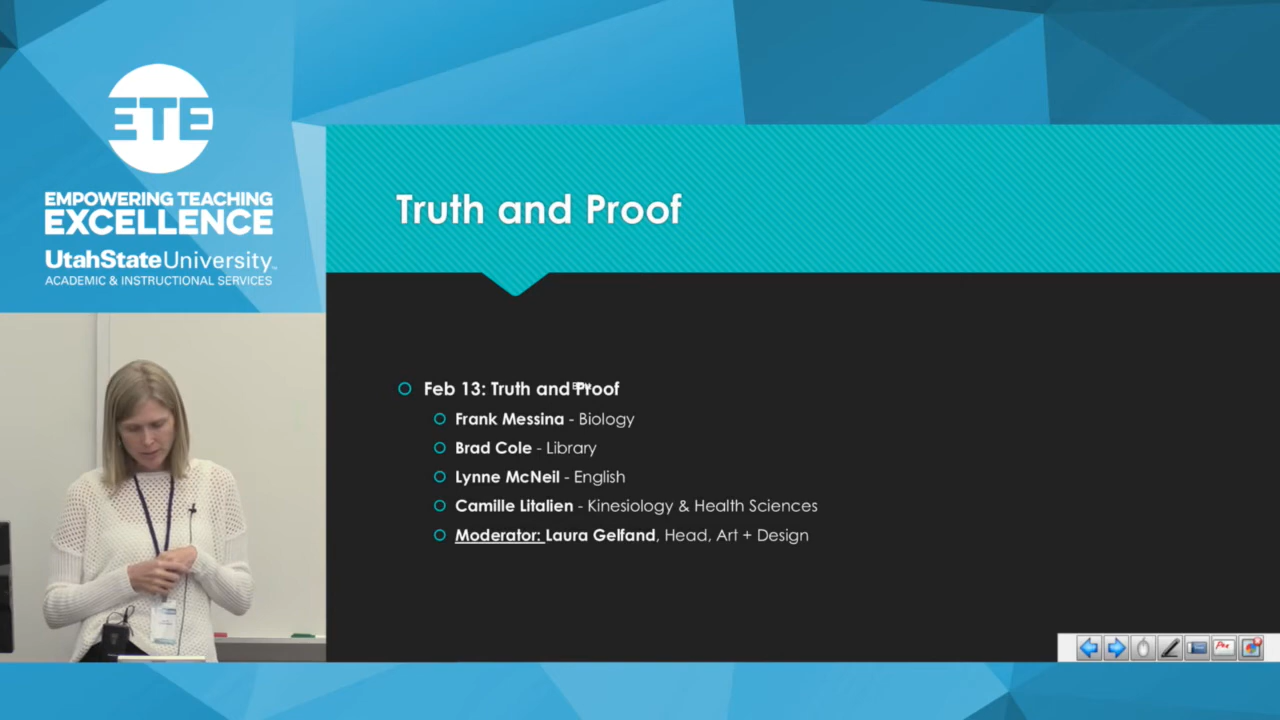 ETE
EMPOWERING TEACHING
EXCELLENCE
UtahStateUniversity
ACADEMIC & INSTRUCTIONAL SERVICES
Truth and Proof
Feb 13: Truth and Proof
Frank Messina - Biology
Brad Cole - Library
Lynne McNeil - English
Camille Litalien - Kinesiology & Health Sciences
Moderator: Laura Gelfand, Head, Art + Design